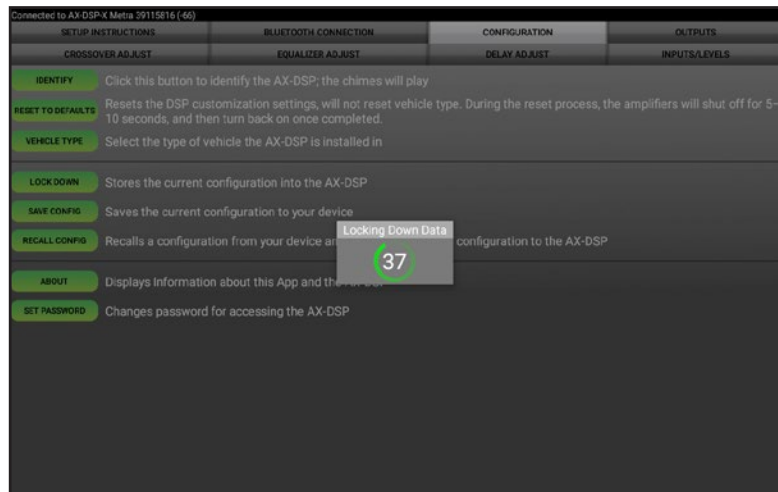 Connected to AX-DSP-X Metra 39115816 (-66)
SETUP INSTRUCTIONS BLUETOOTH CONNECTION CONFIGURATION OUTPUTS
CROSSOVER ADJUST EQUALIZER ADJUST DELAY ADJUST INPUTS/LEVELS
IDENTIFY Click this button to identify the AX-DSP; the chimes will play
RESET TO DEFAULTS Resets the DSP customization settings, will not reset vehicle type. During the reset process, the amplifiers will shut off for 5-
10 seconds, and then turn back on once completed.
VEHICLE TYPE Select the type of vehicle the AX-DSP is installed in
LOCK DOWN Stores the current configuration into the AX-DSP
SAVE CONFIG Saves the current configuration to your device
Locking Down Data
RECALL CONFIG Recalls a configuration from your device configuration to the AX-DSP
37
ABOUT Displays Information about this App and
SET PASSWORD Changes password for accessing the AX-DSP